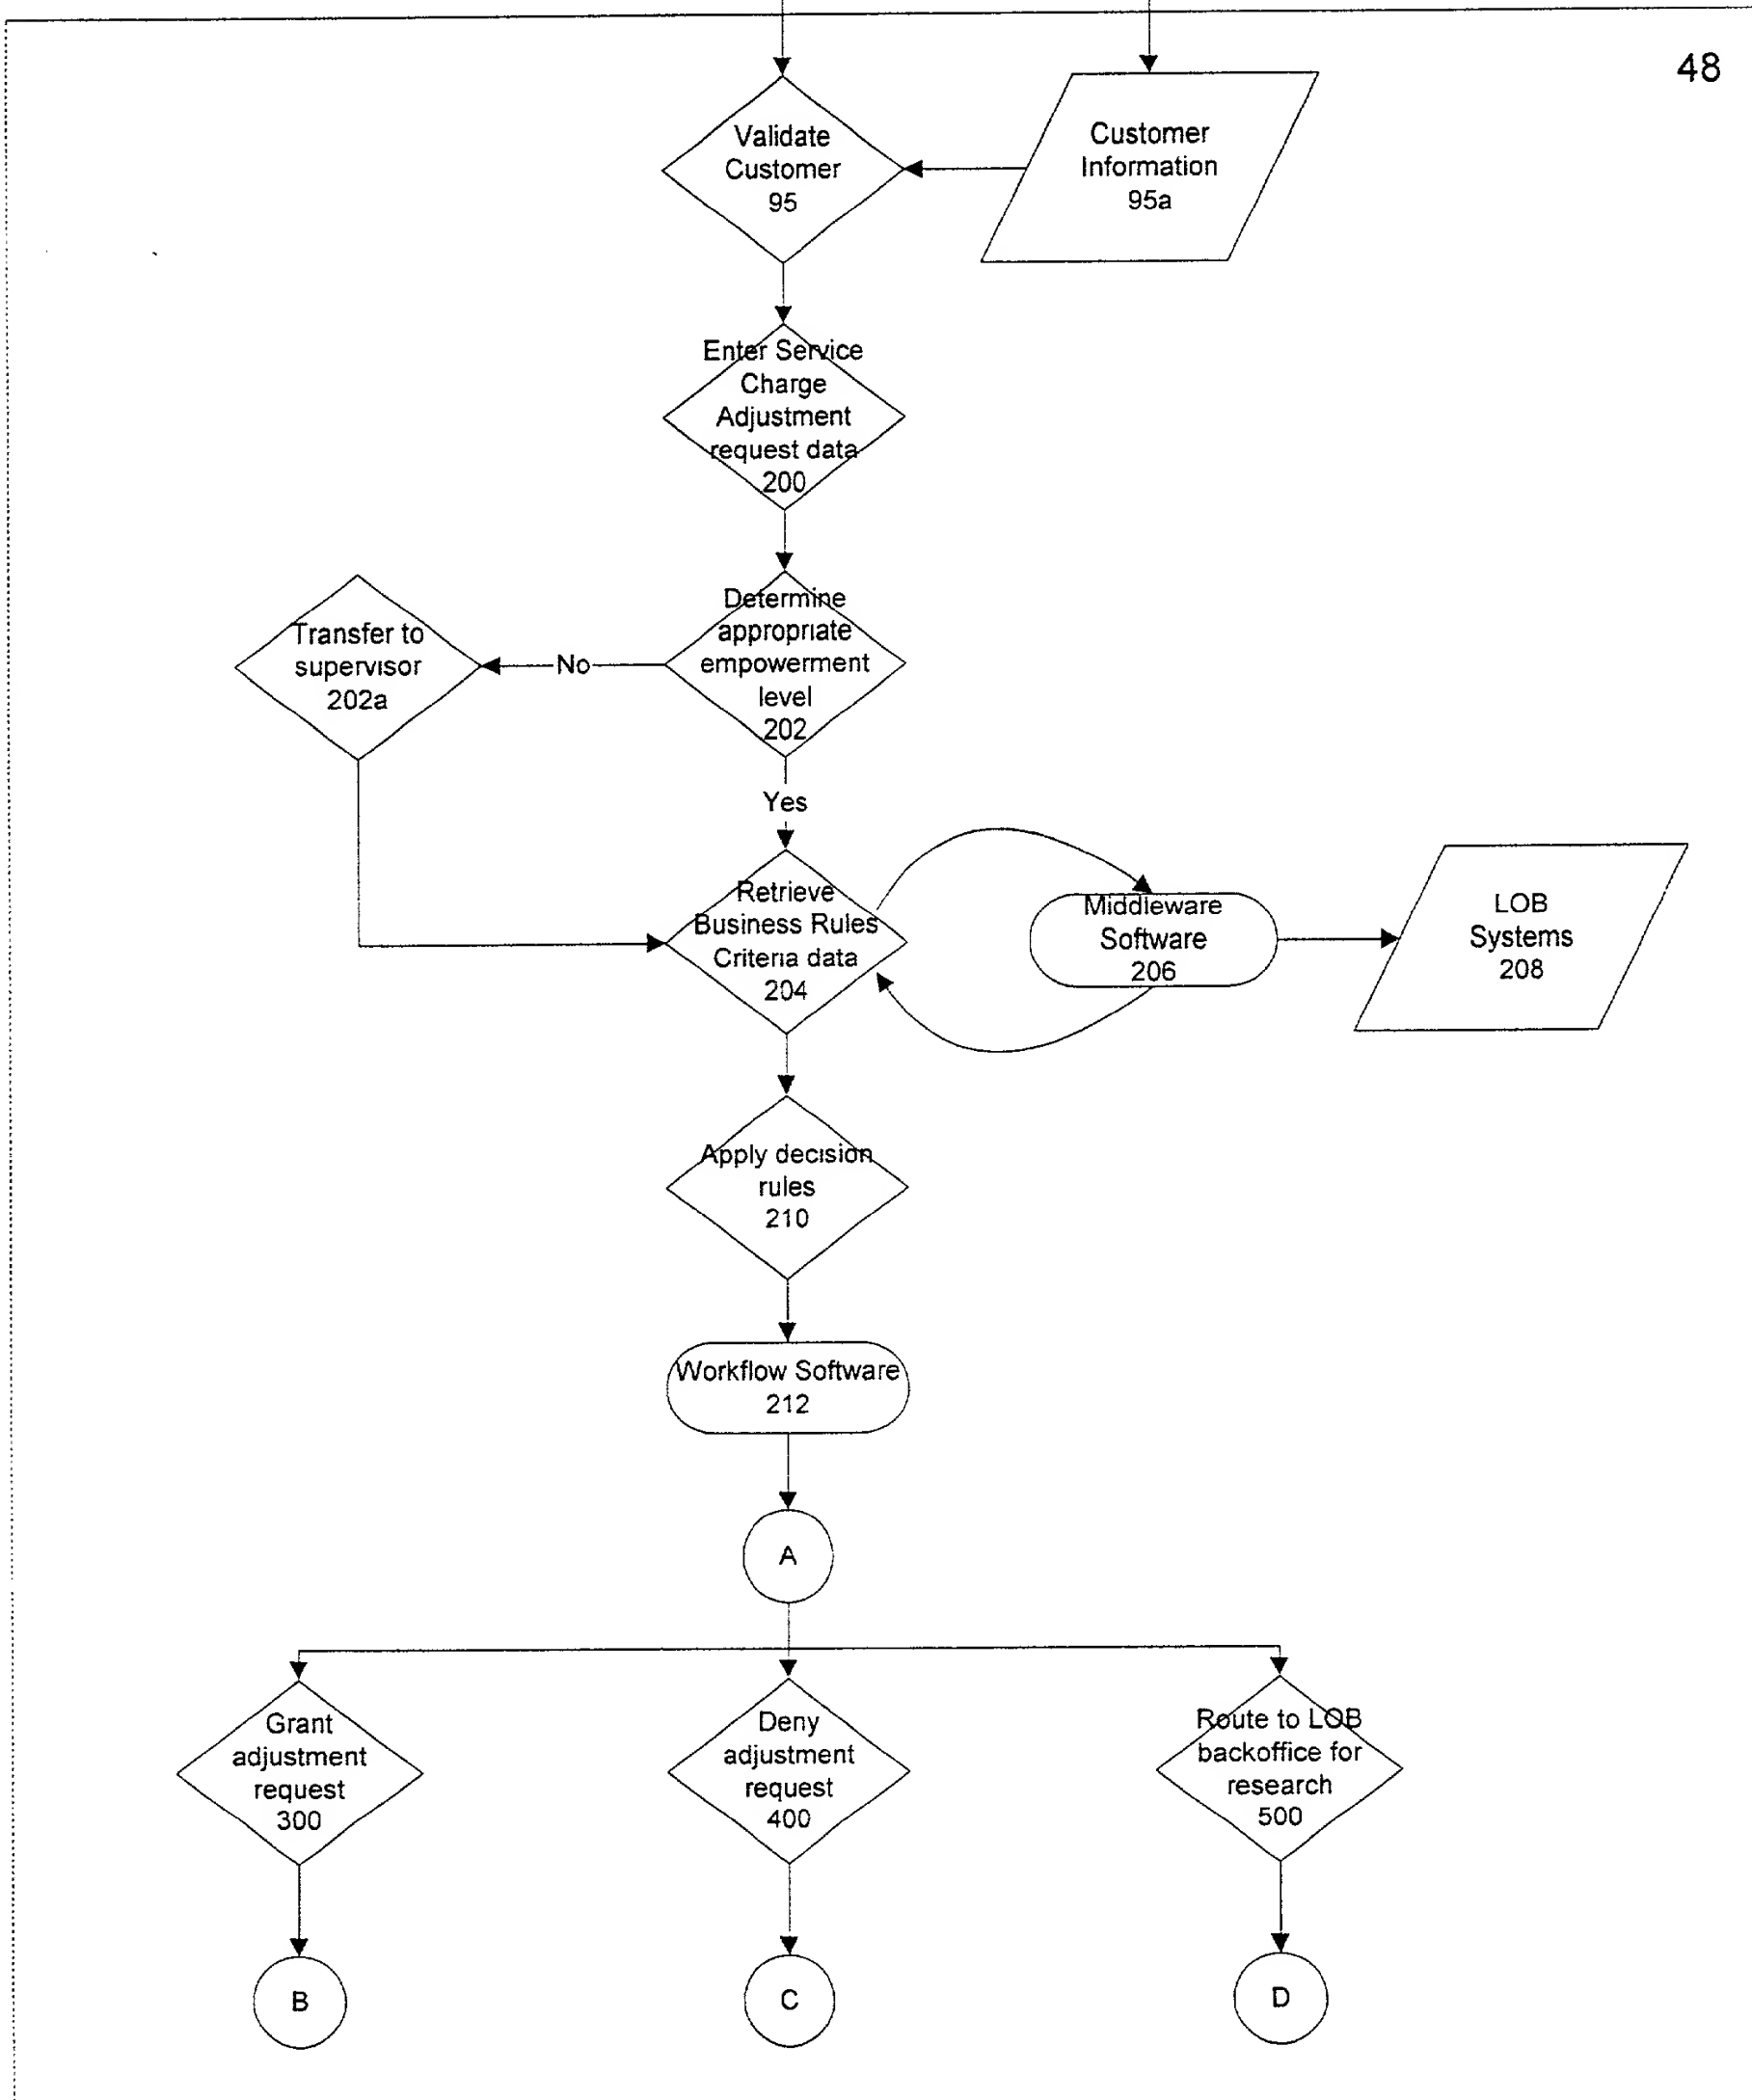 48
Validate
Customer
95
Customer
Information
95a
Enter Service
Charge
Adjustment
request data
200
Determine
appropriate
empowerment
level
202
No
Transfer to
supervisor
202a
Yes
Retrieve
Business Rules
Criteria data
204
Middleware
Software
206
LOB
Systems
208
Apply decision
rules
210
Workflow Software
212
A
Grant
adjustment
request
300
Deny
adjustment
request
400
Route to LOB
backoffice for
research
500
B
C
D